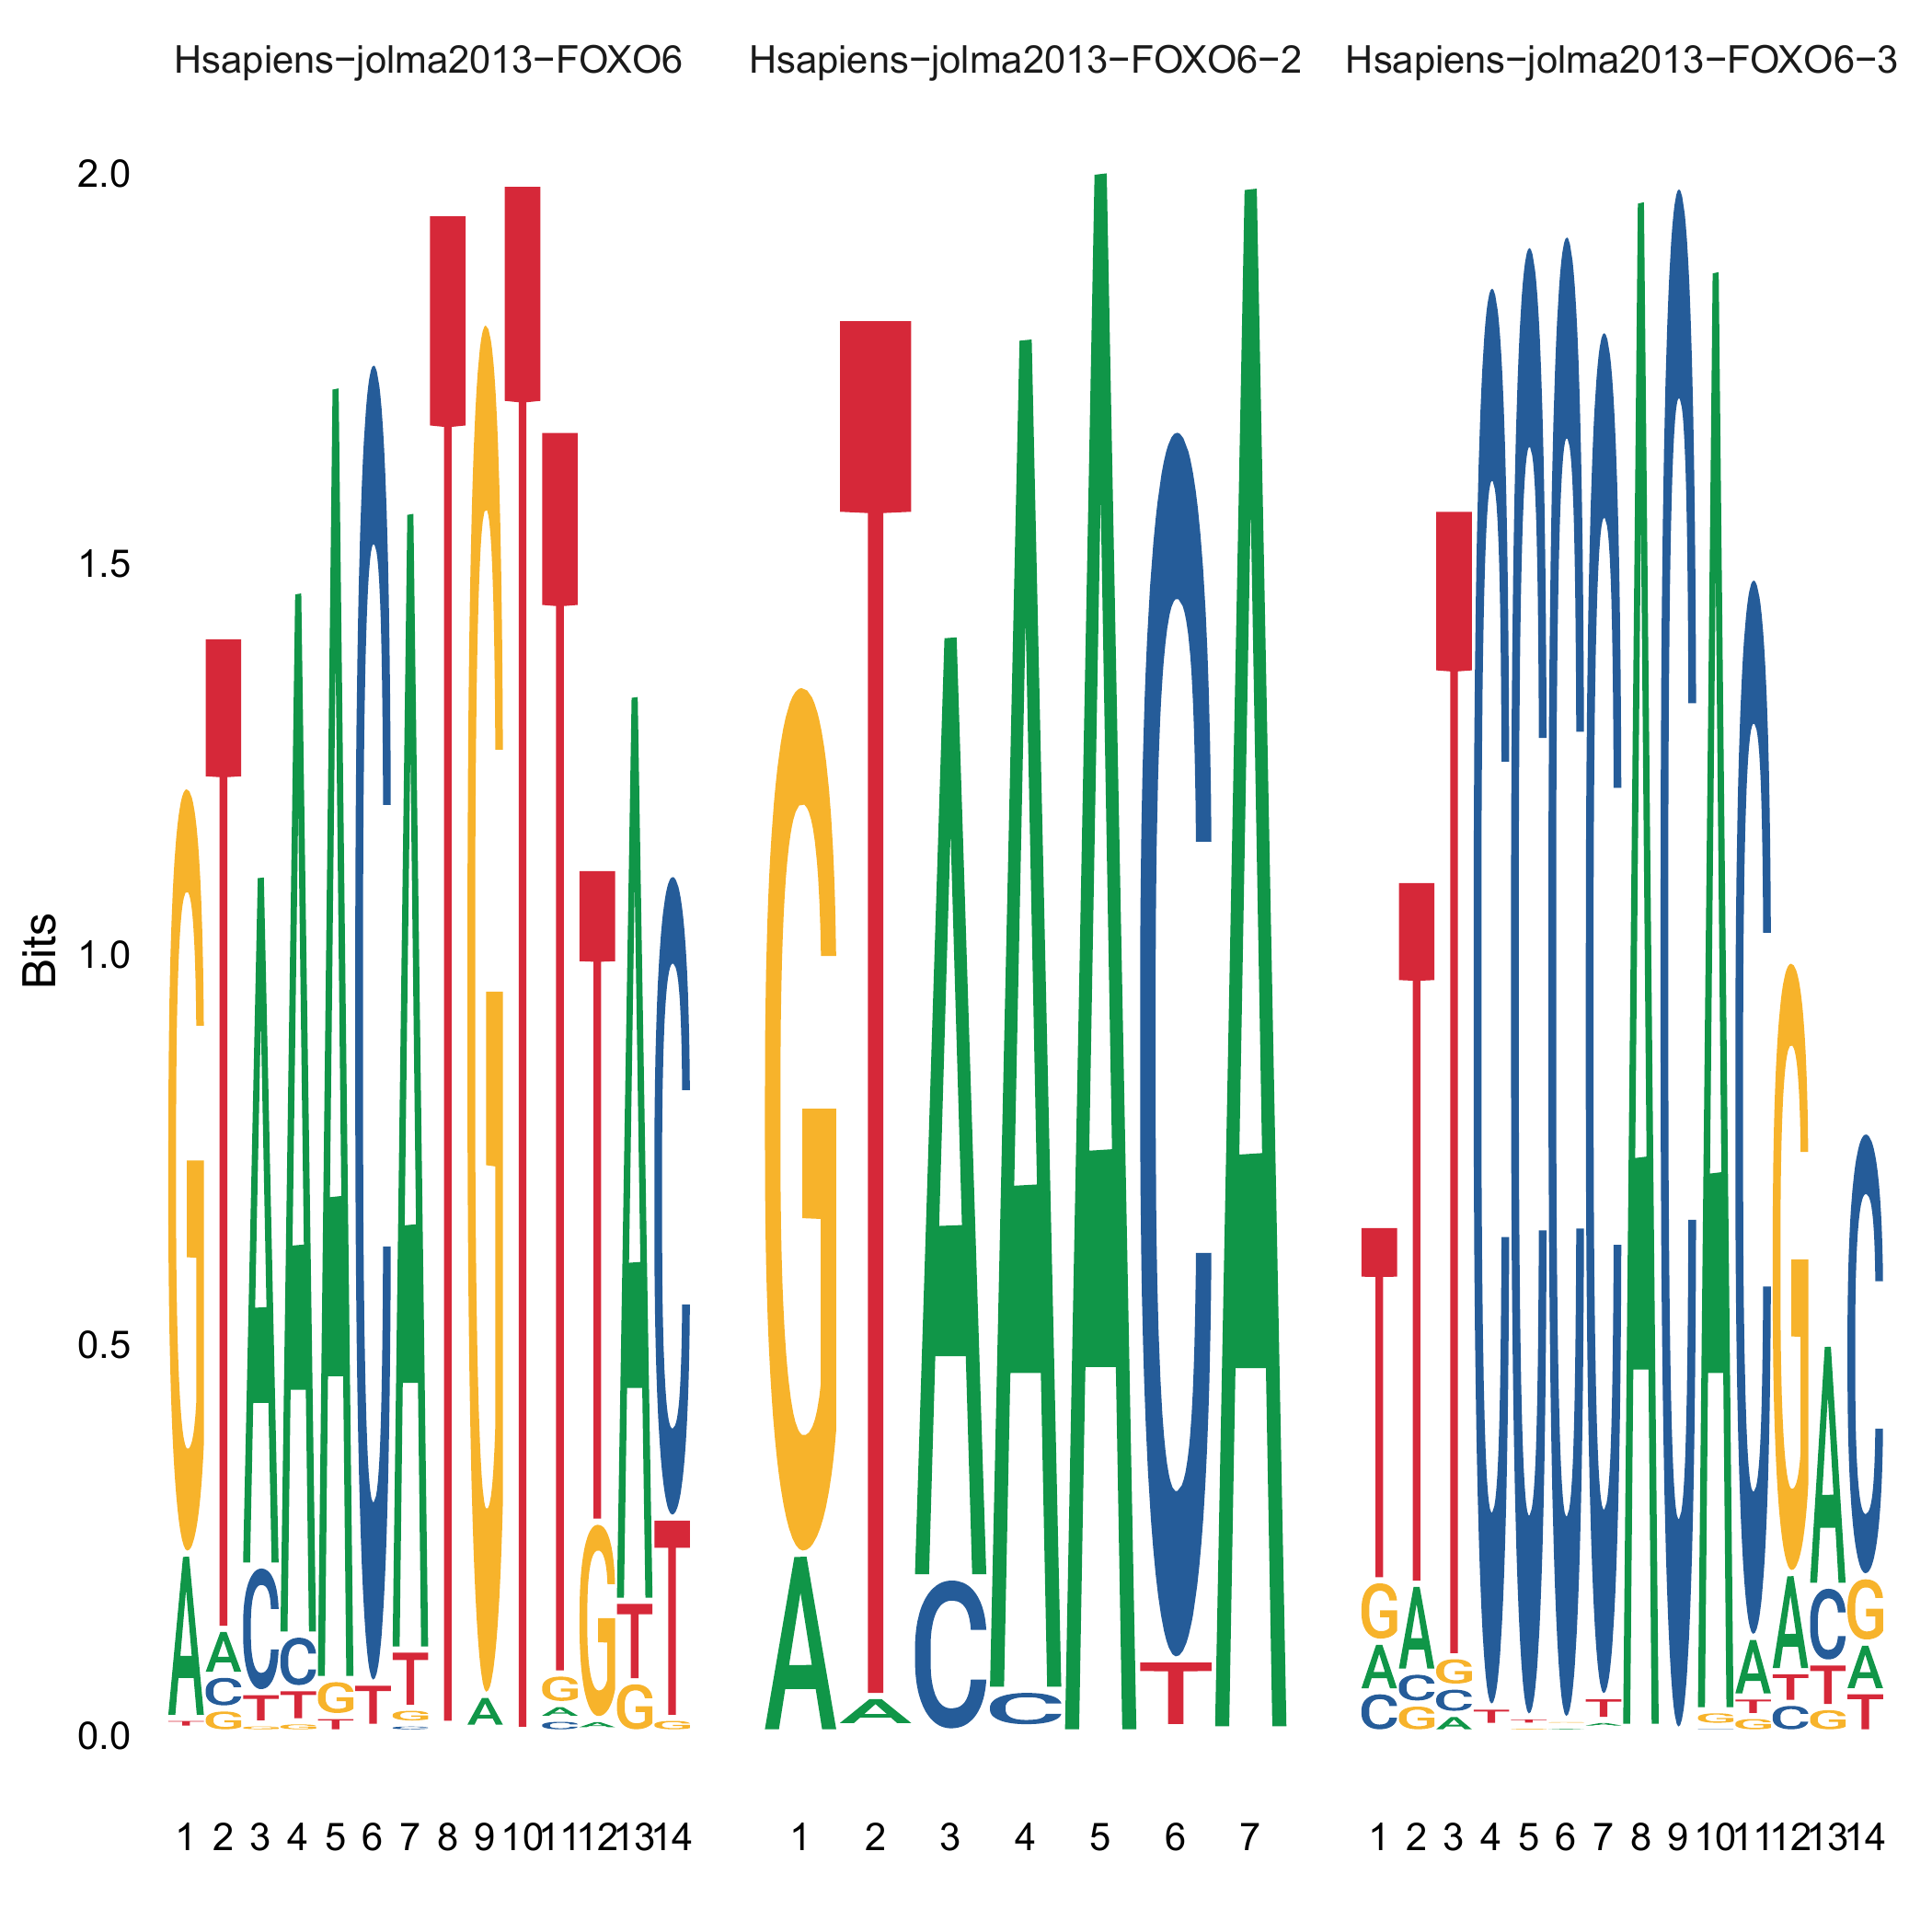 Hsapiens−jolma2013−FOXO6 Hsapiens−jolma2013−FOXO6−2 Hsapiens−jolma2013−FOXO6−3
2.0
1.5
1.0
0.5
0.0
Bits
G T A A A C A T G T T T A C
A A C C G T T A G G T T
T C T T T G A A G G
G G G C C A
G T A A A C A
A A C C T
T T T C C C C A C A C G A C
G A G T T T G A A C G
A C C A T T T A
C G A G C G T
1 2 3 4 5 6 7 8 9 10 11 12 13 14 1 2 3 4 5 6 7 1 2 3 4 5 6 7 8 9 10 11 12 13 14